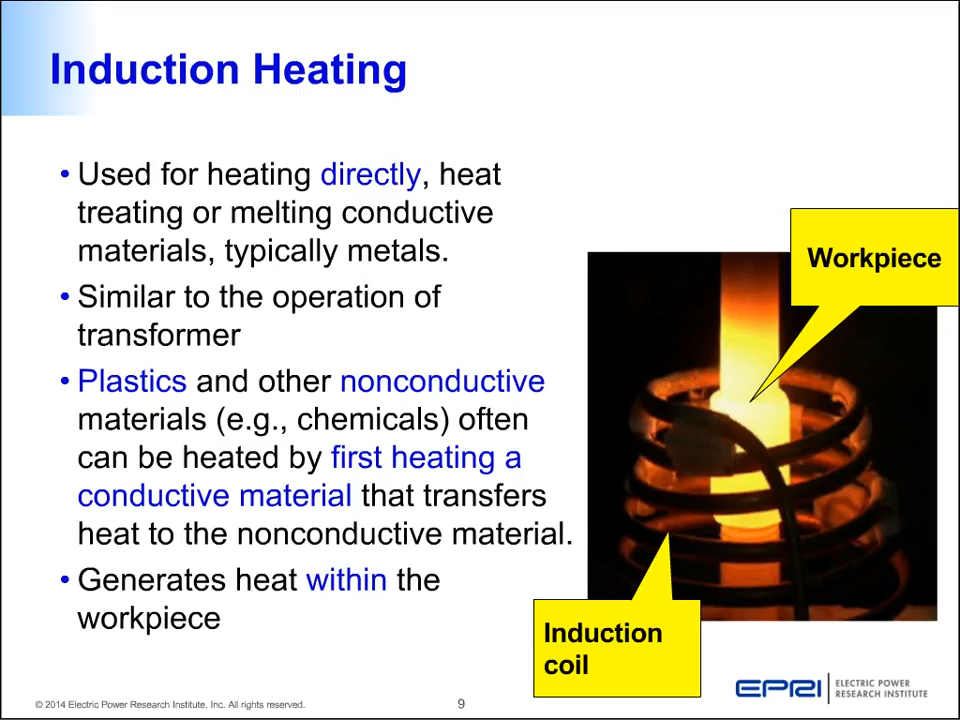 Induction Heating
• Used for heating directly, heat
treating or melting conductive
materials, typically metals.
• Similar to the operation of
transformer
• Plastics and other nonconductive
materials (e.g., chemicals) often
can be heated by first heating a
conductive material that transfers
heat to the nonconductive material.
• Generates heat within the
workpiece
Workpiece
Induction
coil
© 2014 Electric Power Research Institute, Inc. All rights reserved.
9
EPRI
ELECTRIC POWER
RESEARCH INSTITUTE